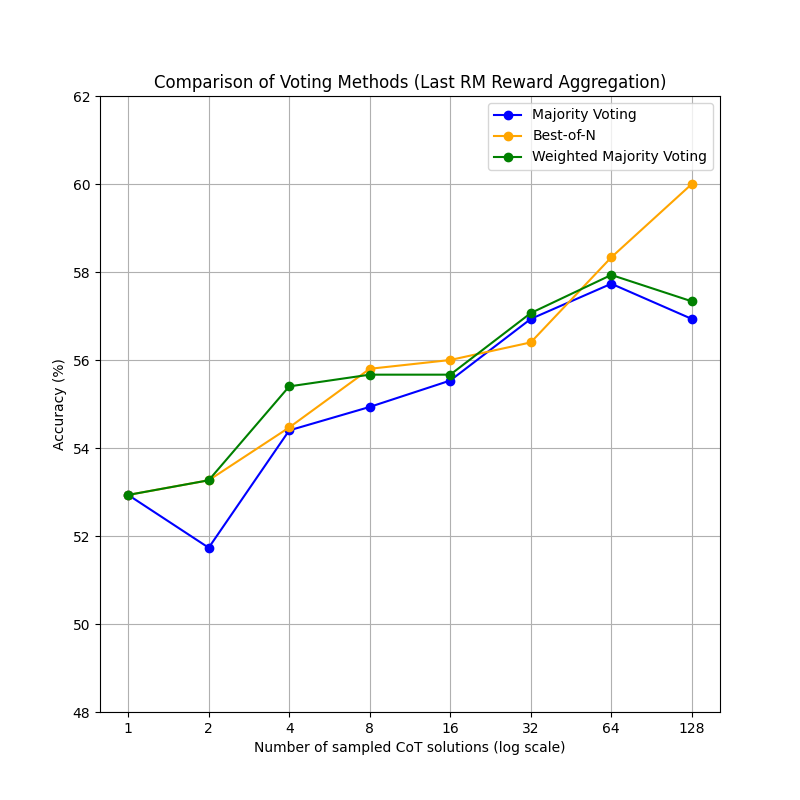 Comparison of Voting Methods (Last RM Reward Aggregation)
Majority Voting
Best-of-N
Weighted Majority Voting
Accuracy (%)
62
60
58
56
54
52
50
48
1 2 4 8 16 32 64 128
Number of sampled CoT solutions (log scale)